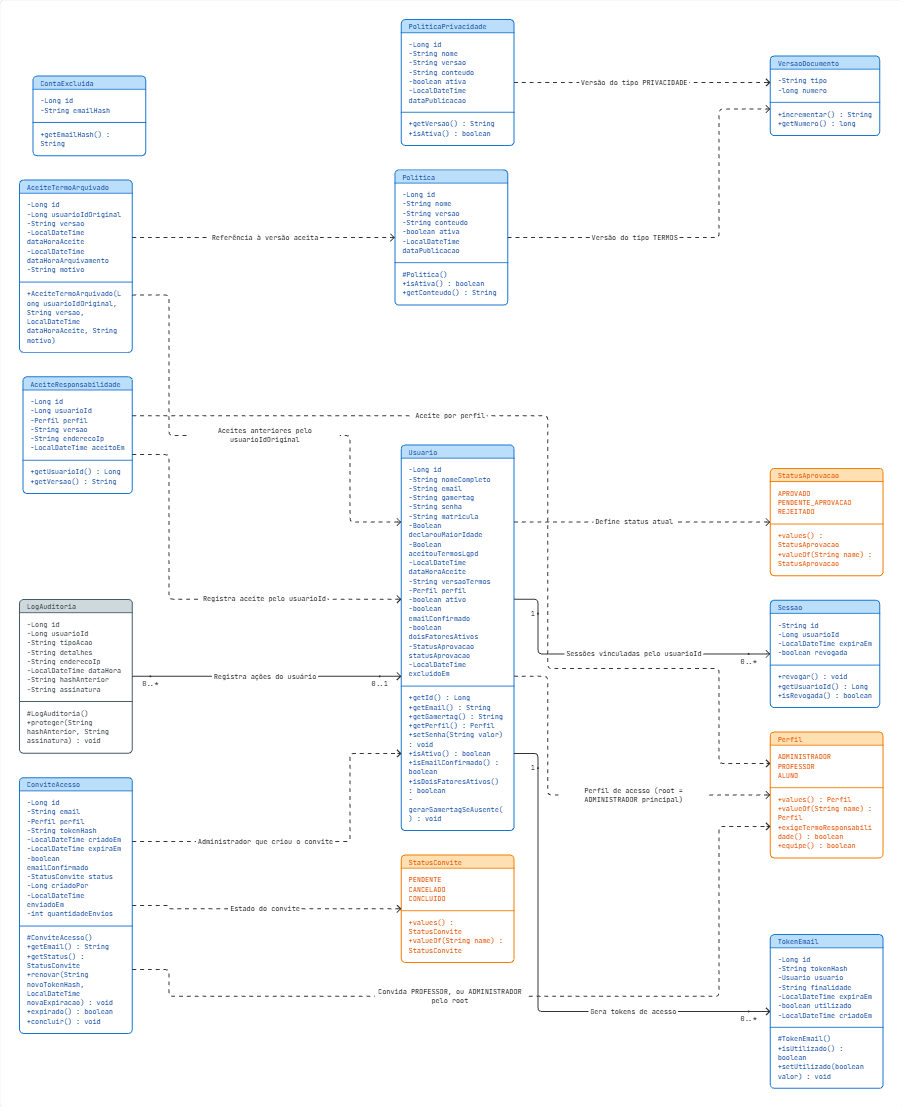 PoliticaPrivacidade
-Long id
-String nome
-String versao
-String conteudo
-boolean ativa
-LocalDateTime
dataPublicacao
+getVersao() : String
+isAtiva() : boolean
VersaoDocumento
-String tipo
-long numero
+incrementar() : String
+getNumero() : long
Versão do tipo PRIVACIDADE
ContaExcluida
-Long id
-String emailHash
+getEmailHash() :
String
AceiteTermoArquivado
-Long id
-Long usuarioIdOriginal
-String versao
-LocalDateTime
dataHoraAceite
-LocalDateTime
dataHoraArquivamento
-String motivo
+AceiteTermoArquivado(L
ong usuarioIdOriginal,
String versao,
LocalDateTime
dataHoraAceite, String
motivo)
Referência à versão aceita
Politica
-Long id
-String nome
-String versao
-String conteudo
-boolean ativa
-LocalDateTime
dataPublicacao
#Politica()
+isAtiva() : boolean
+getConteudo() : String
Versão do tipo TERMOS
AceiteResponsabilidade
-Long id
-Long usuarioId
-Perfil perfil
-String versao
-String enderecoIp
-LocalDateTime aceitoEm
+getUsuarioId() : Long
+getVersao() : String
Aceite por perfil
Aceites anteriores pelo
usuarioIdOriginal
Usuario
-Long id
-String nomeCompleto
-String email
-String gamertag
-String senha
-String matricula
-Boolean
declarouMaiorIdade
-Boolean
aceitouTermosLgpd
-LocalDateTime
dataHoraAceite
-String versaoTermos
-Perfil perfil
-boolean ativo
-boolean
emailConfirmado
-boolean
doisFatoresAtivos
-StatusAprovacao
statusAprovacao
-LocalDateTime
excluidoEm
+getId() : Long
+getEmail() : String
+getGamertag() : String
+getPerfil() : Perfil
+setSenha(String valor)
: void
+isAtivo() : boolean
+isEmailConfirmado() :
boolean
+isDoisFatoresAtivos()
: boolean
-
gerarGamertagSeAusente(
) : void
Define status atual
StatusAprovacao
APROVADO
PENDENTE_APROVACAO
REJEITADO
+values() :
StatusAprovacao
+valueOf(String name) :
StatusAprovacao
Registra aceite pelo usuarioId
LogAuditoria
-Long id
-Long usuarioId
-String tipoAcao
-String detalhes
-String enderecoIp
-LocalDateTime dataHora
-String hashAnterior
-String assinatura
#LogAuditoria()
+proteger(String
hashAnterior, String
assinatura) : void
Registra ações do usuário
0..*
0..1
1
Sessões vinculadas pelo usuarioId
0..*
Sessao
-String id
-Long usuarioId
-LocalDateTime expiraEm
-boolean revogada
+revogar() : void
+getUsuarioId() : Long
+isRevogada() : boolean
Perfil
ADMINISTRADOR
PROFESSOR
ALUNO
+values() : Perfil
+valueOf(String name) :
Perfil
+exigeTermoResponsabili
dade() : boolean
+equipe() : boolean
1
Perfil de acesso (root =
ADMINISTRADOR principal)
ConviteAcesso
-Long id
-String email
-Perfil perfil
-String tokenHash
-LocalDateTime criadoEm
-LocalDateTime expiraEm
-boolean
emailConfirmado
-StatusConvite status
-Long criadoPor
-LocalDateTime
enviadoEm
-int quantidadeEnvios
#ConviteAcesso()
+getEmail() : String
+getStatus() :
StatusConvite
+renovar(String
novoTokenHash,
LocalDateTime
novaExpiracao) : void
+expirado() : boolean
+concluir() : void
Administrador que criou o convite
Estado do convite
StatusConvite
PENDENTE
CANCELADO
CONCLUIDO
+values() :
StatusConvite
+valueOf(String name) :
StatusConvite
Convida PROFESSOR, ou ADMINISTRADOR
pelo root
Gera tokens de acesso
0..*
TokenEmail
-Long id
-String tokenHash
-Usuario usuario
-String finalidade
-LocalDateTime expiraEm
-boolean utilizado
-LocalDateTime criadoEm
#TokenEmail()
+isUtilizado() :
boolean
+setUtilizado(boolean
valor) : void